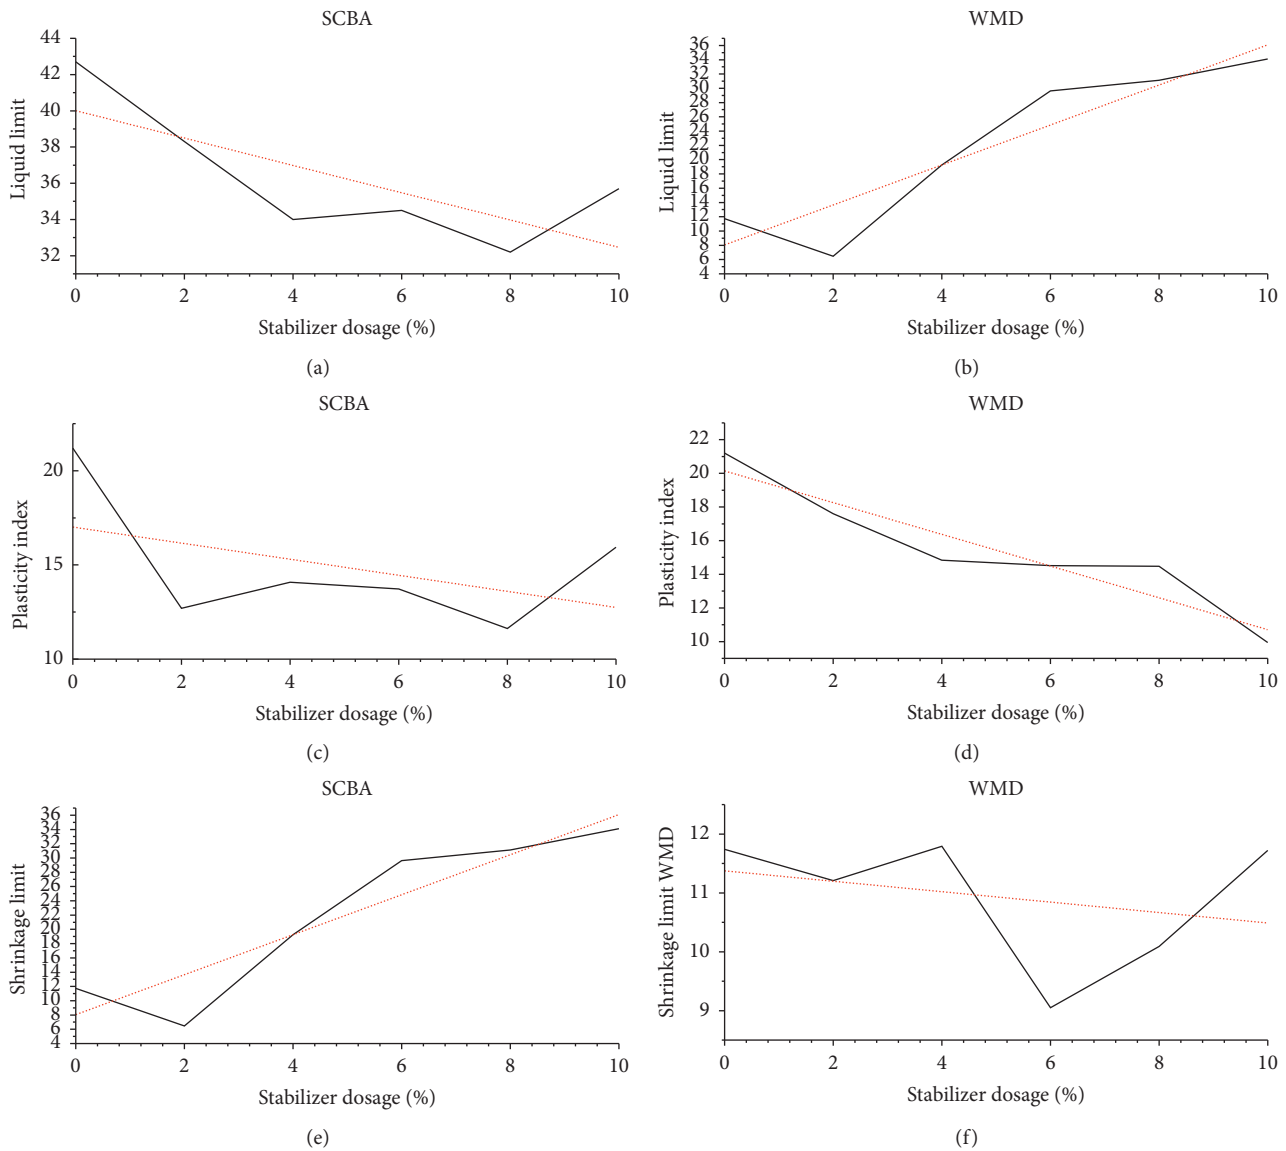 SCBA
44
42
40
38
36
34
32
Liquid limit
0 2 4 6 8 10
Stabilizer dosage (%)
(a)
WMD
36
34
32
30
28
26
24
22
20
18
16
14
12
10
8
6
4
Liquid limit
0 2 4 6 8 10
Stabilizer dosage (%)
(b)
SCBA
20
15
10
Plasticity index
0 2 4 6 8 10
Stabilizer dosage (%)
(c)
WMD
22
20
18
16
14
12
10
Plasticity index
0 2 4 6 8 10
Stabilizer dosage (%)
(d)
SCBA
36
34
32
30
28
26
24
22
20
18
16
14
12
10
8
6
4
Shrinkage limit
0 2 4 6 8 10
Stabilizer dosage (%)
(e)
WMD
12
11
10
9
Shrinkage limit WMD
0 2 4 6 8 10
Stabilizer dosage (%)
(f)